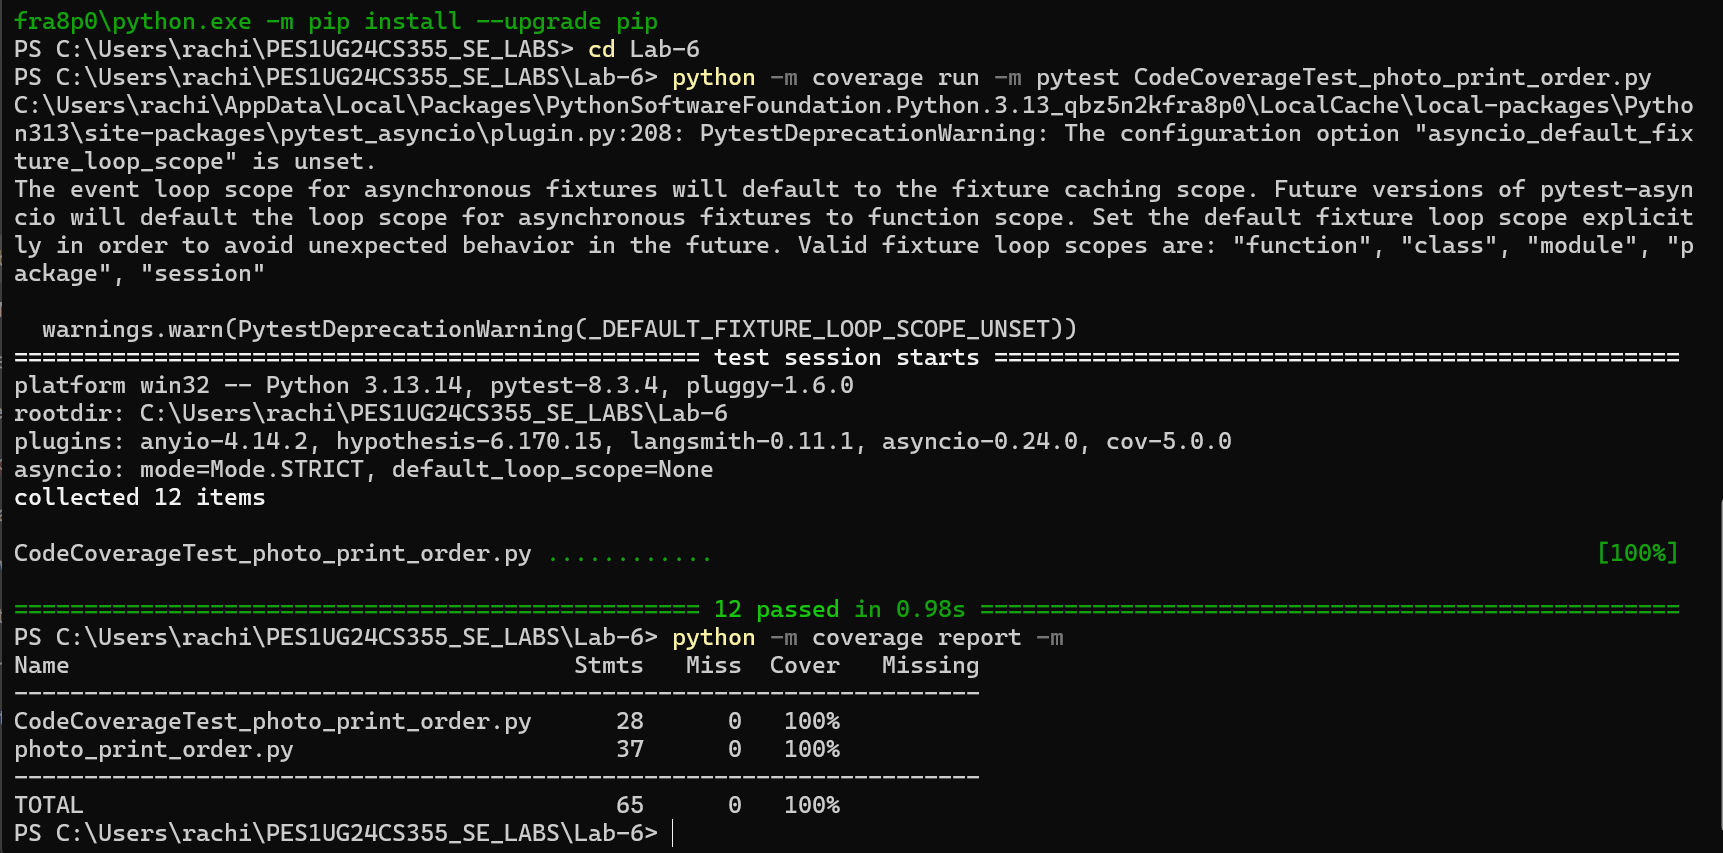 fra8p0\python.exe -m pip install --upgrade pip
PS C:\Users\rachi\PES1UG24CS355_SE_LABS> cd Lab-6
PS C:\Users\rachi\PES1UG24CS355_SE_LABS\Lab-6> python -m coverage run -m pytest CodeCoverageTest_photo_print_order.py
C:\Users\rachi\AppData\Local\Packages\PythonSoftwareFoundation.Python.3.13_qbz5n2kfra8p0\LocalCache\local-packages\Pytho
n313\site-packages\pytest_asyncio\plugin.py:208: PytestDeprecationWarning: The configuration option "asyncio_default_fix
ture_loop_scope" is unset.
The event loop scope for asynchronous fixtures will default to the fixture caching scope. Future versions of pytest-asyn
cio will default the loop scope for asynchronous fixtures to function scope. Set the default fixture loop scope explicit
ly in order to avoid unexpected behavior in the future. Valid fixture loop scopes are: "function", "class", "module", "p
ackage", "session"

  warnings.warn(PytestDeprecationWarning(_DEFAULT_FIXTURE_LOOP_SCOPE_UNSET))
================================================= test session starts =================================================
platform win32 -- Python 3.13.14, pytest-8.3.4, pluggy-1.6.0
rootdir: C:\Users\rachi\PES1UG24CS355_SE_LABS\Lab-6
plugins: anyio-4.14.2, hypothesis-6.170.15, langsmith-0.11.1, asyncio-0.24.0, cov-5.0.0
asyncio: mode=Mode.STRICT, default_loop_scope=None
collected 12 items

CodeCoverageTest_photo_print_order.py ............                                                               [100%]

================================================= 12 passed in 0.98s ==================================================
PS C:\Users\rachi\PES1UG24CS355_SE_LABS\Lab-6> python -m coverage report -m
Name                                    Stmts   Miss  Cover   Missing
---------------------------------------------------------------------
CodeCoverageTest_photo_print_order.py      28      0   100%
photo_print_order.py                       37      0   100%
---------------------------------------------------------------------
TOTAL                                      65      0   100%
PS C:\Users\rachi\PES1UG24CS355_SE_LABS\Lab-6>